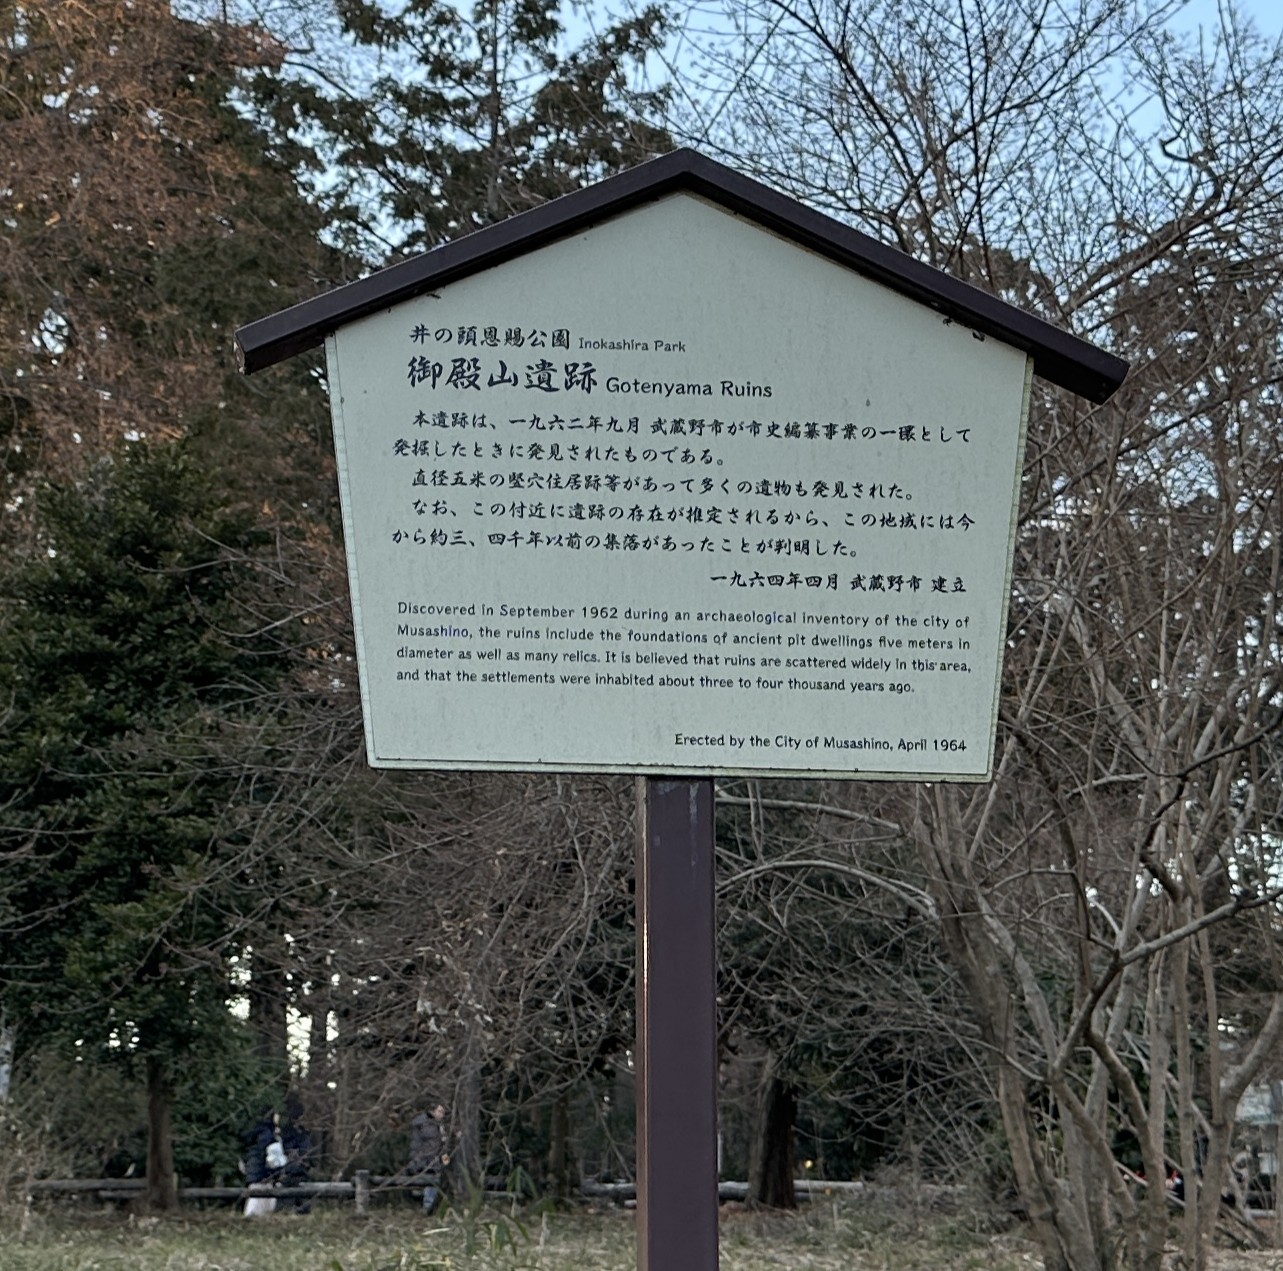 井の頭恩賜公園 Inokashira Park
御殿山遺跡 Gotenyama Ruins
本遺跡は、一九六二年九月 武蔵野市が市史編纂事業の一環として
発掘したときに発見されたものである。
直径五米の竪穴住居跡等があって多くの遺物も発見された。
なお、この付近に遺跡の存在が推定されるから、この地域には今
から約三、四千年以前の集落があったことが判明した。
一九六四年四月 武蔵野市 建立
Discovered in September 1962 during an archaeological inventory of the city of
Musashino, the ruins include the foundations of ancient pit dwellings five meters in
diameter as well as many relics. It is believed that ruins are scattered widely in this area,
and that the settlements were inhabited about three to four thousand years ago.
Erected by the City of Musashino, April 1964